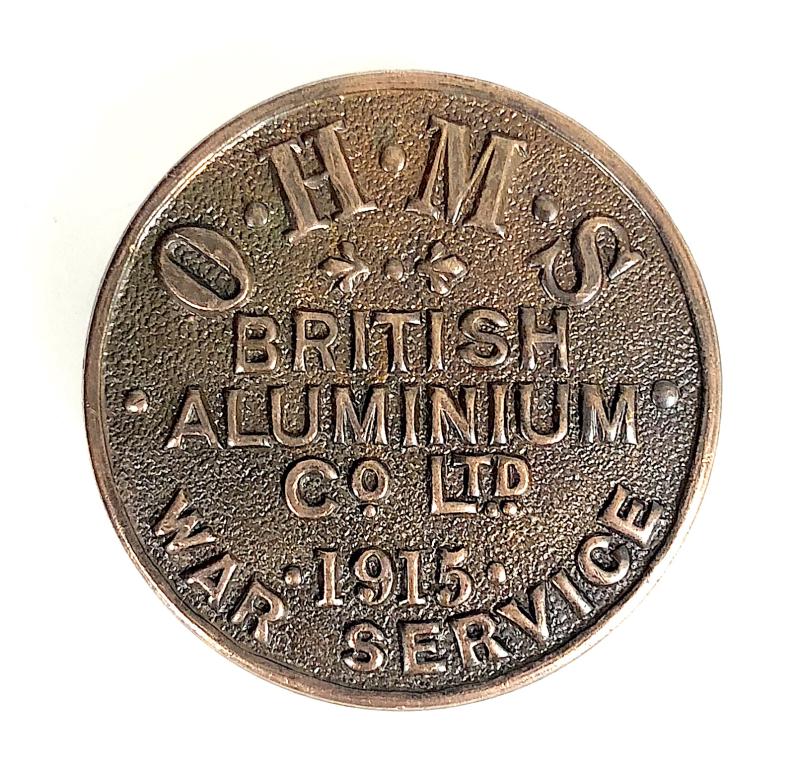 O·H·M·S
BRITISH
·ALUMINIUM·
Co LTD
·1915·
WAR SERVICE